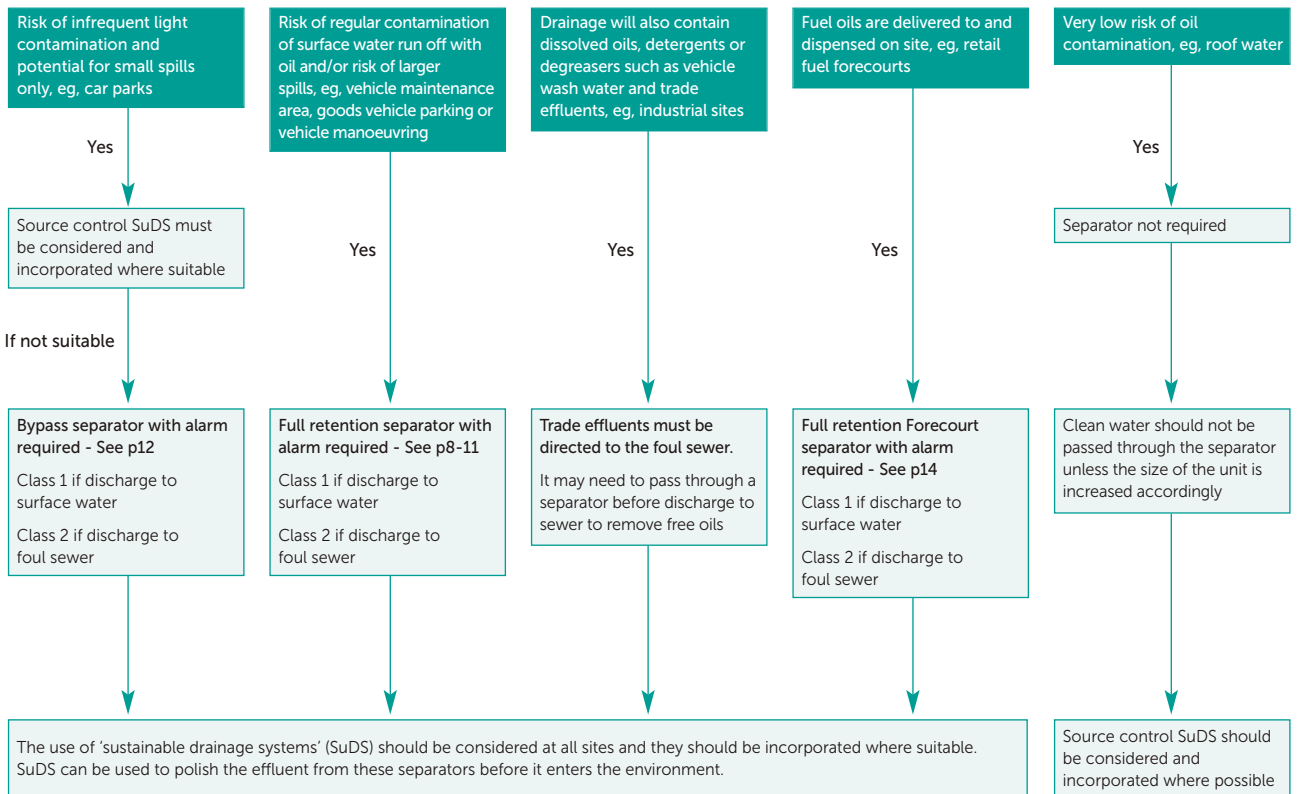 Risk of infrequent light
contamination and
potential for small spills
only, eg, car parks
Yes
Source control SuDS must
be considered and
incorporated where suitable
If not suitable
Bypass separator with alarm
required - See p12
Class 1 if discharge to
surface water
Class 2 if discharge to
foul sewer
Risk of regular contamination
of surface water run off with
oil and/or risk of larger
spills, eg, vehicle maintenance
area, goods vehicle parking or
vehicle manoeuvring
Yes
Full retention separator with
alarm required - See p8-11
Class 1 if discharge to
surface water
Class 2 if discharge to
foul sewer
Drainage will also contain
dissolved oils, detergents or
degreasers such as vehicle
wash water and trade
effluents, eg, industrial sites
Yes
Trade effluents must be
directed to the foul sewer.
It may need to pass through a
separator before discharge to
sewer to remove free oils
Fuel oils are delivered to and
dispensed on site, eg, retail
fuel forecourts
Yes
Full retention Forecourt
separator with alarm
required - See p14
Class 1 if discharge to
surface water
Class 2 if discharge to
foul sewer
The use of ‘sustainable drainage systems’ (SuDS) should be considered at all sites and they should be incorporated where suitable.
SuDS can be used to polish the effluent from these separators before it enters the environment.
Very low risk of oil
contamination, eg, roof water
Yes
Separator not required
Clean water should not be
passed through the separator
unless the size of the unit is
increased accordingly
Source control SuDS should
be considered and
incorporated where possible